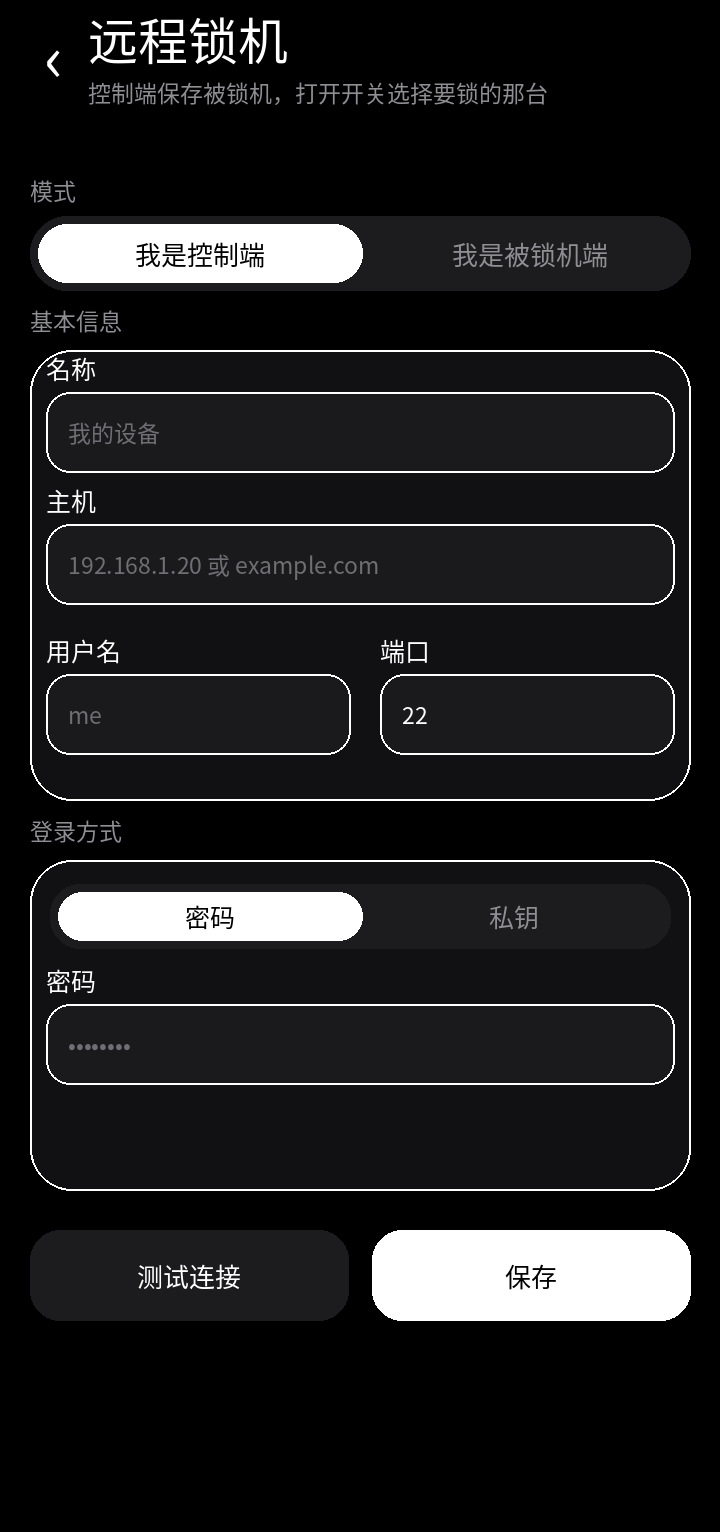 远程锁机
控制端保存被锁机，打开开关选择要锁的那台
模式
我是控制端 我是被锁机端
基本信息
名称
我的设备
主机
192.168.1.20 或 example.com
用户名 端口
me 22
登录方式
密码 私钥
密码
••••••••
测试连接 保存